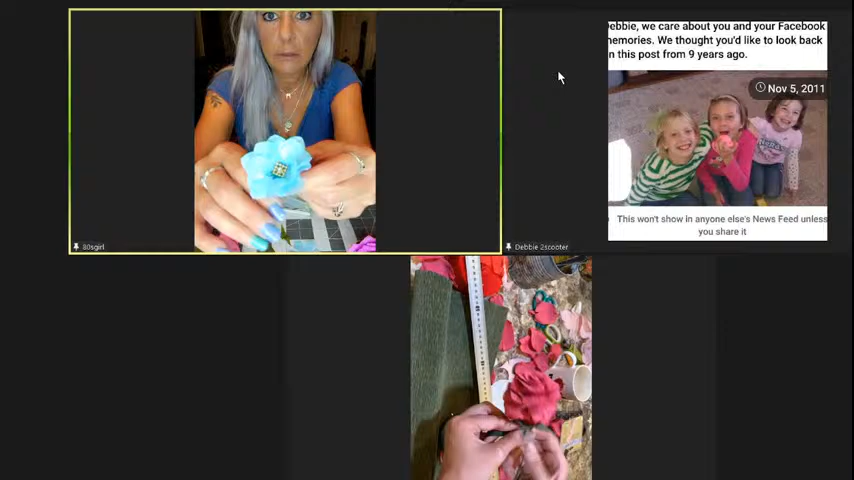 Debbie, we care about you and your Facebook
memories. We thought you'd like to look back
on this post from 9 years ago.
Nov 5, 2011
This won't show in anyone else's News Feed unless
you share it
80sgirl
Debbie 2scooter